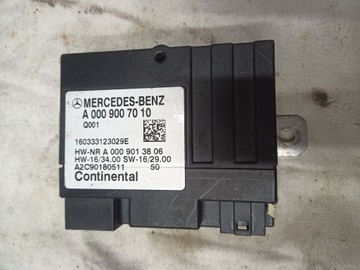 MERCEDES-BENZ
A 000 900 70 10
Q001
160333123029E
HW-NR A 000 901 38 06
HW-16/34.00 SW-16/29.00
A2C90180511 50
Continental